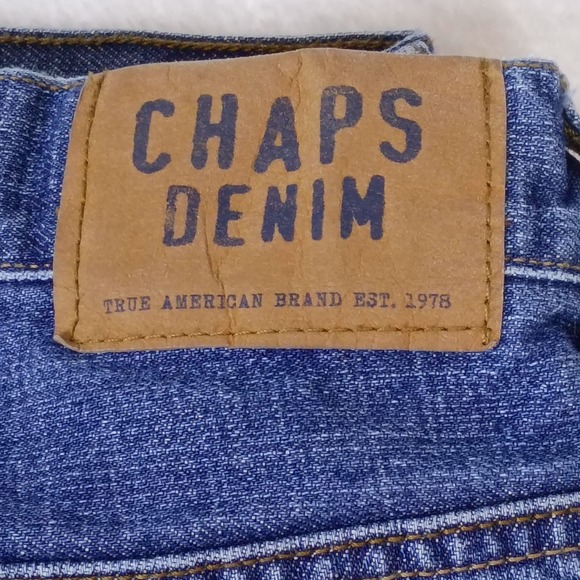 CHAPS
DENIM
TRUE AMERICAN BRAND EST. 1978